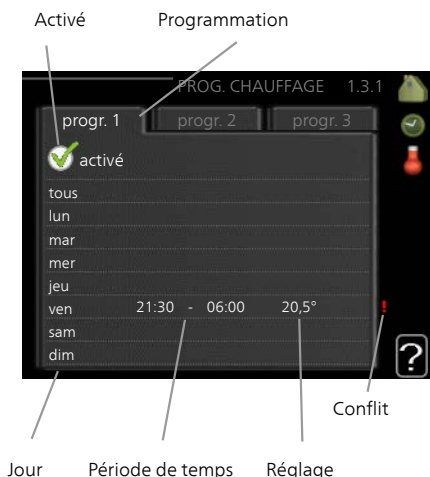 Activé Programmation
PROG. CHAUFFAGE 1.3.1
progr. 1 progr. 2 progr. 3
activé
tous
lun
mar
mer
jeu
ven 21:30 - 06:00 20,5° !
sam
dim
?
Conflit
Jour Période de temps Réglage